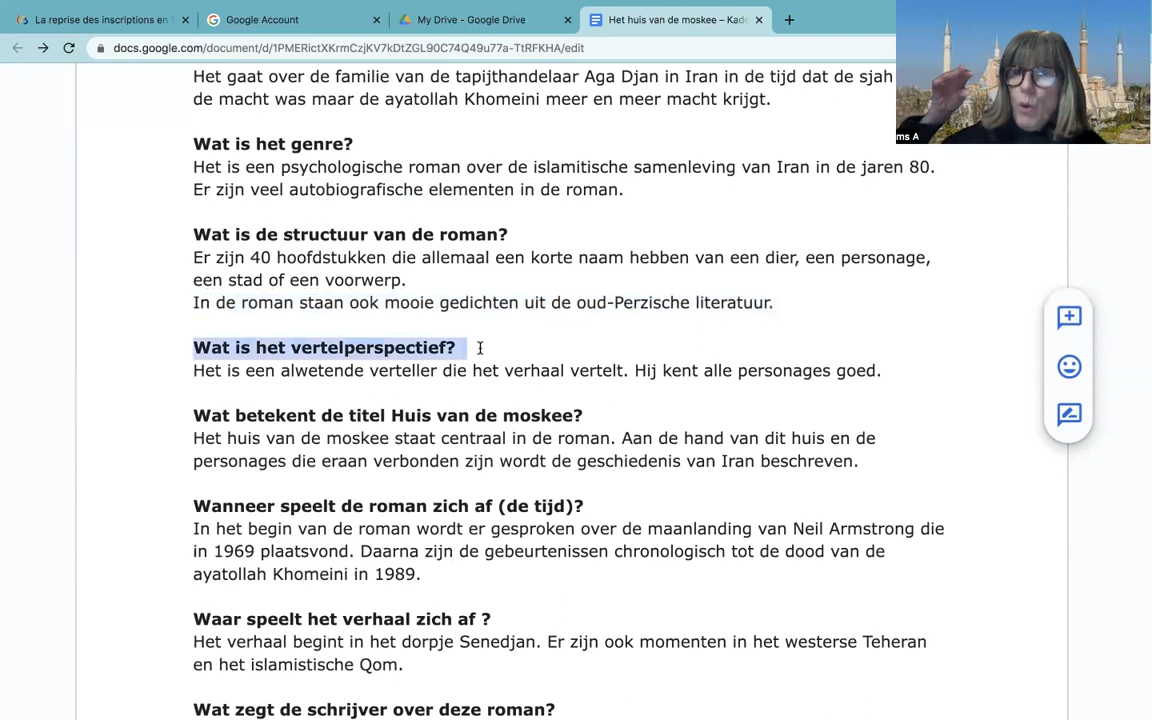 La reprise des inscriptions en
Google Account
My Drive - Google Drive
Het huis van de moskee – Kade
docs.google.com/document/d/1PMERictXKrmCzjKV7kDtZGL90C74Q49u77a-TtRFKHA/edit
ms A
Het gaat over de familie van de tapijthandelaar Aga Djan in Iran in de tijd dat de sjah
de macht was maar de ayatollah Khomeini meer en meer macht krijgt.
Wat is het genre?
Het is een psychologische roman over de islamitische samenleving van Iran in de jaren 80.
Er zijn veel autobiografische elementen in de roman.
Wat is de structuur van de roman?
Er zijn 40 hoofdstukken die allemaal een korte naam hebben van een dier, een personage,
een stad of een voorwerp.
In de roman staan ook mooie gedichten uit de oud-Perzische literatuur.
Wat is het vertelperspectief?
Het is een alwetende verteller die het verhaal vertelt. Hij kent alle personages goed.
Wat betekent de titel Huis van de moskee?
Het huis van de moskee staat centraal in de roman. Aan de hand van dit huis en de
personages die eraan verbonden zijn wordt de geschiedenis van Iran beschreven.
Wanneer speelt de roman zich af (de tijd)?
In het begin van de roman wordt er gesproken over de maanlanding van Neil Armstrong die
in 1969 plaatsvond. Daarna zijn de gebeurtenissen chronologisch tot de dood van de
ayatollah Khomeini in 1989.
Waar speelt het verhaal zich af ?
Het verhaal begint in het dorpje Senedjan. Er zijn ook momenten in het westerse Teheran
en het islamistische Qom.
Wat zegt de schrijver over deze roman?